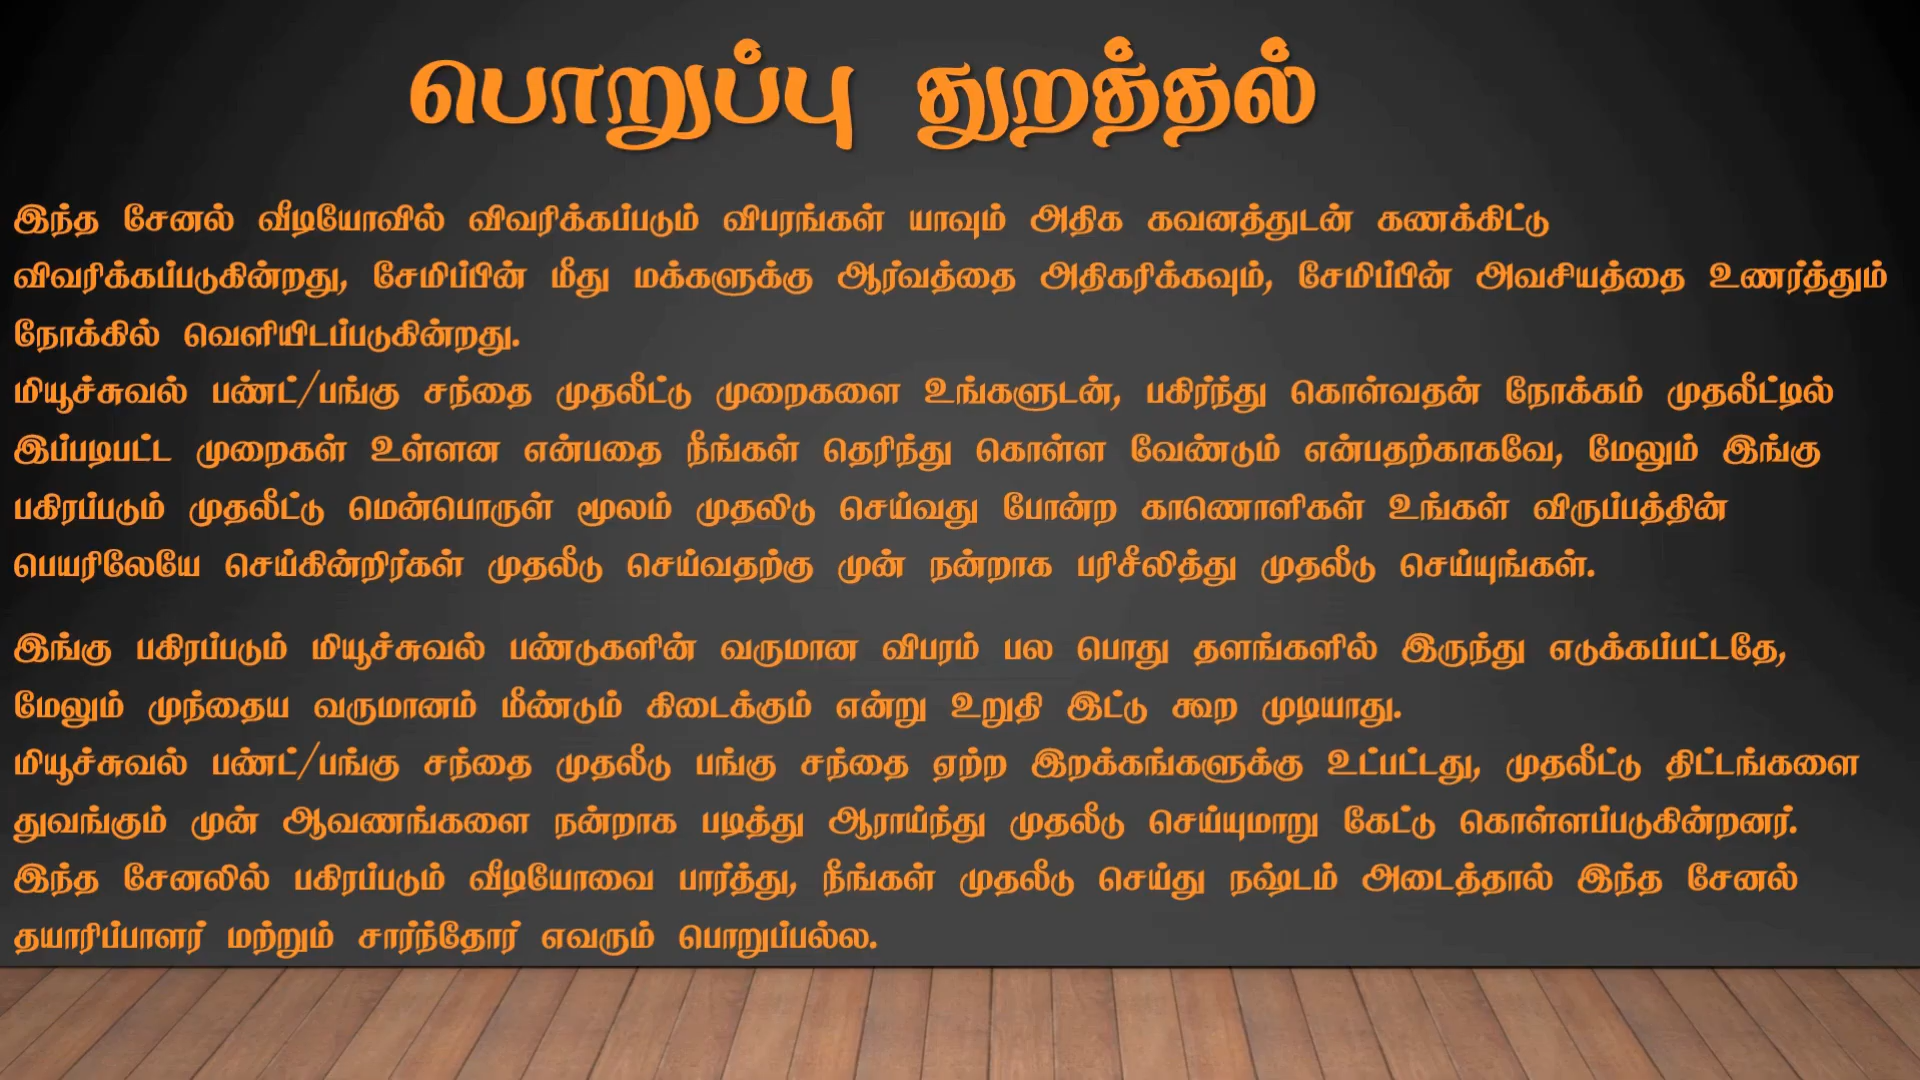 பொறுப்பு துறத்தல்
இந்த சேனல் வீடியோவில் விவரிக்கப்படும் விபரங்கள் யாவும் அதிக கவனத்துடன் கணக்கிட்டு
விவரிக்கப்படுகின்றது, சேமிப்பின் மீது மக்களுக்கு ஆர்வத்தை அதிகரிக்கவும், சேமிப்பின் அவசியத்தை உணர்த்தும்
நோக்கில் வெளியிடப்படுகின்றது.
மியூச்சுவல் பண்ட்/பங்கு சந்தை முதலீட்டு முறைகளை உங்களுடன், பகிர்ந்து கொள்வதன் நோக்கம் முதலீட்டில்
இப்படிபட்ட முறைகள் உள்ளன என்பதை நீங்கள் தெரிந்து கொள்ள வேண்டும் என்பதற்காகவே, மேலும் இங்கு
பகிரப்படும் முதலீட்டு மென்பொருள் மூலம் முதலிடு செய்வது போன்ற காணொளிகள் உங்கள் விருப்பத்தின்
பெயரிலேயே செய்கின்றிர்கள் முதலீடு செய்வதற்கு முன் நன்றாக பரிசீலித்து முதலீடு செய்யுங்கள்.
இங்கு பகிரப்படும் மியூச்சுவல் பண்டுகளின் வருமான விபரம் பல பொது தளங்களில் இருந்து எடுக்கப்பட்டதே,
மேலும் முந்தைய வருமானம் மீண்டும் கிடைக்கும் என்று உறுதி இட்டு கூற முடியாது.
மியூச்சுவல் பண்ட்/பங்கு சந்தை முதலீடு பங்கு சந்தை ஏற்ற இறக்கங்களுக்கு உட்பட்டது, முதலீட்டு திட்டங்களை
துவங்கும் முன் ஆவணங்களை நன்றாக படித்து ஆராய்ந்து முதலீடு செய்யுமாறு கேட்டு கொள்ளப்படுகின்றனர்.
இந்த சேனலில் பகிரப்படும் வீடியோவை பார்த்து, நீங்கள் முதலீடு செய்து நஷ்டம் அடைத்தால் இந்த சேனல்
தயாரிப்பாளர் மற்றும் சார்ந்தோர் எவரும் பொறுப்பல்ல.